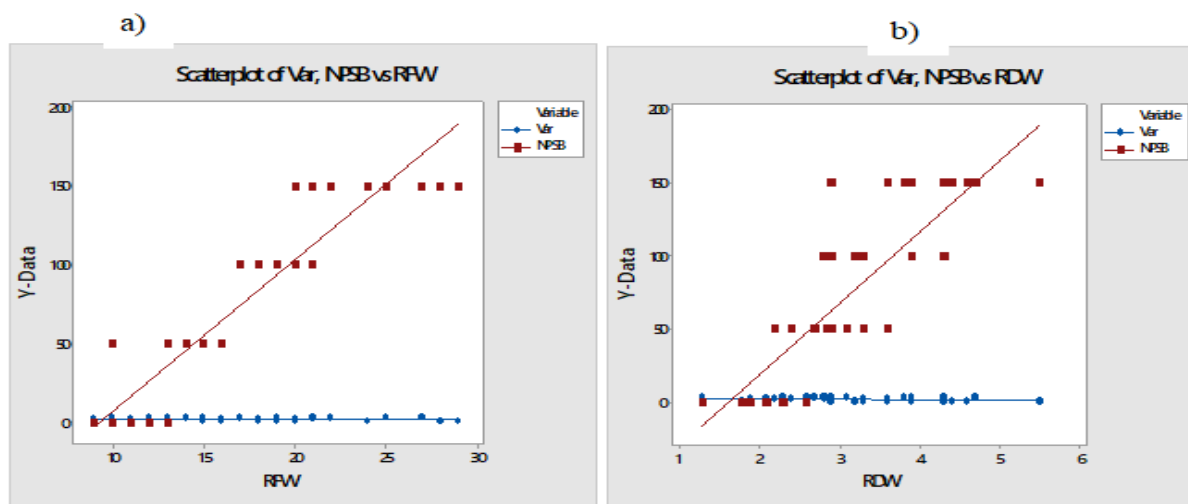 a)
Scatterplot of Var, NPSB vs RFW
200
150
100
50
0
10
15
20
25
30
Y-Data
RFW
Variable
Var
NPSB
b)
Scatterplot of Var, NPSB vs RDW
200
150
100
50
0
1
2
3
4
5
6
Y-Data
RDW
Variable
Var
NPSB